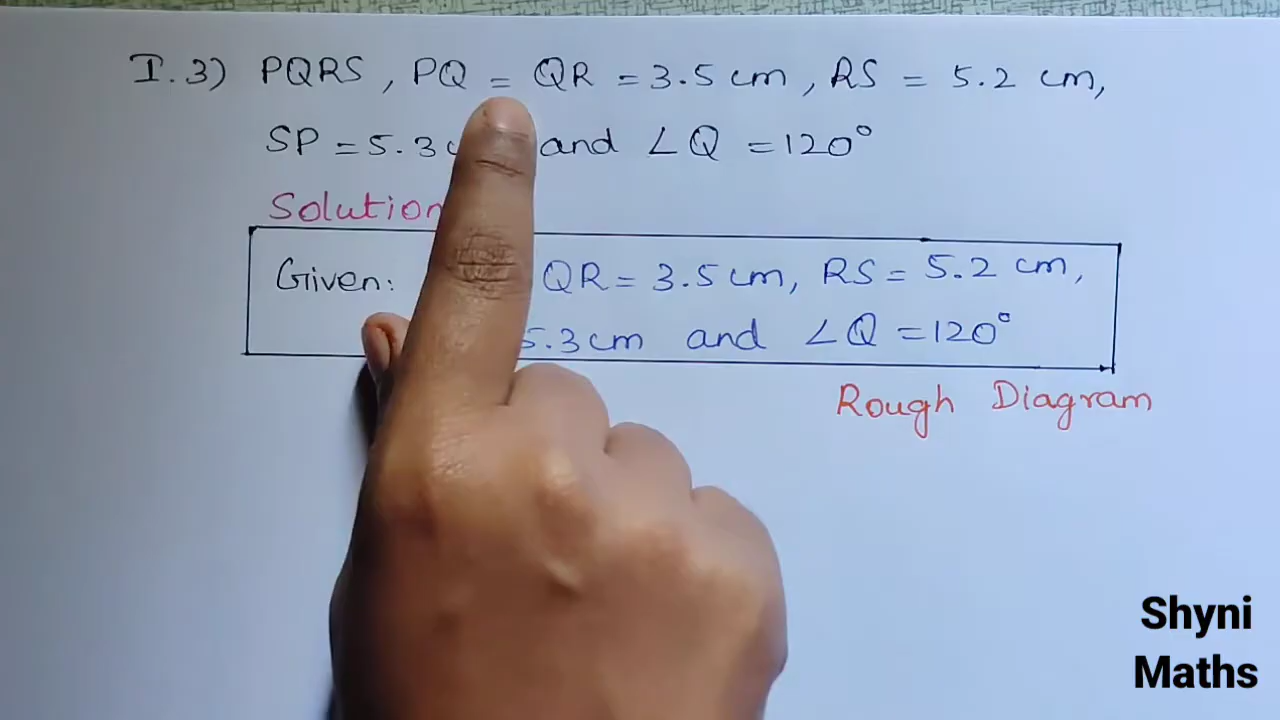 I.3) PQRS, PQ = QR = 3.5 cm, RS = 5.2 cm,
SP = 5.3 and ∠Q = 120°
Solution
Given: QR = 3.5 cm, RS = 5.2 cm,
5.3 cm and ∠Q = 120°
Rough Diagram
Shyni
Maths